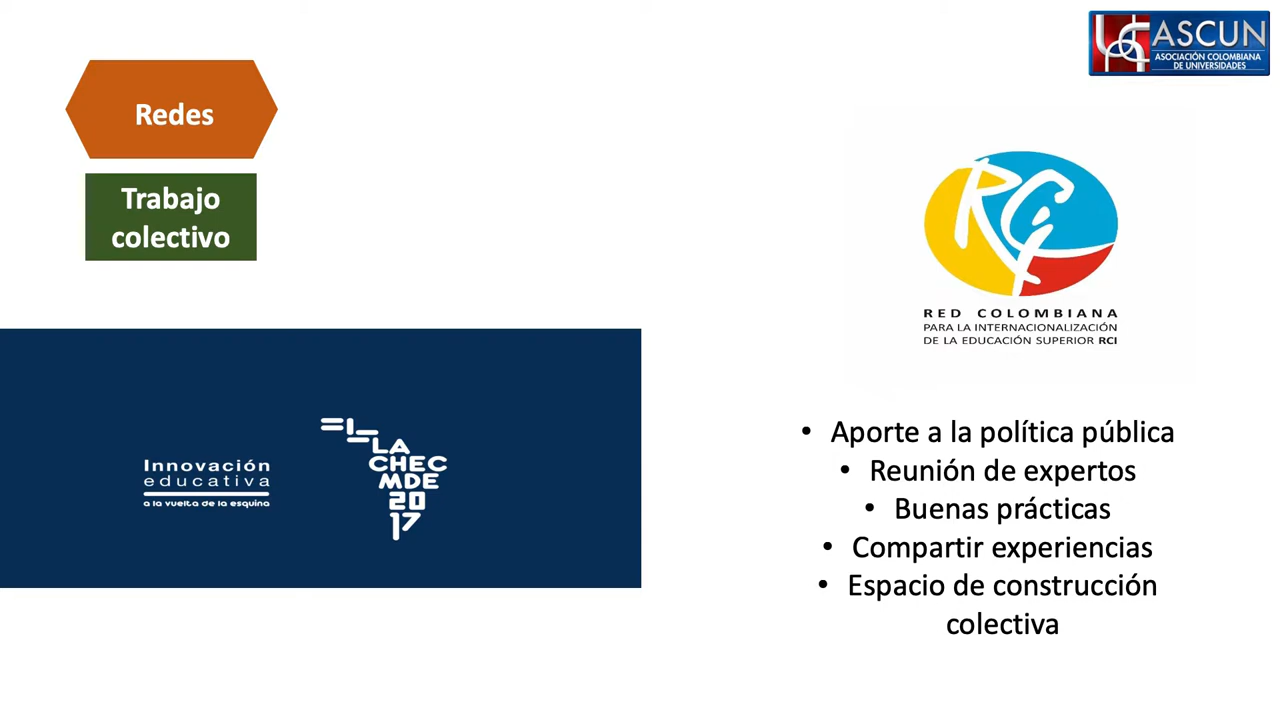 ASCUN
ASOCIACIÓN COLOMBIANA
DE UNIVERSIDADES
Redes
Trabajo
colectivo
RCI
RED COLOMBIANA
PARA LA INTERNACIONALIZACIÓN
DE LA EDUCACIÓN SUPERIOR RCI
Innovación
educativa
a la vuelta de la esquina
LA
CHEC
MDE
20
17
• Aporte a la política pública
• Reunión de expertos
• Buenas prácticas
• Compartir experiencias
• Espacio de construcción
colectiva